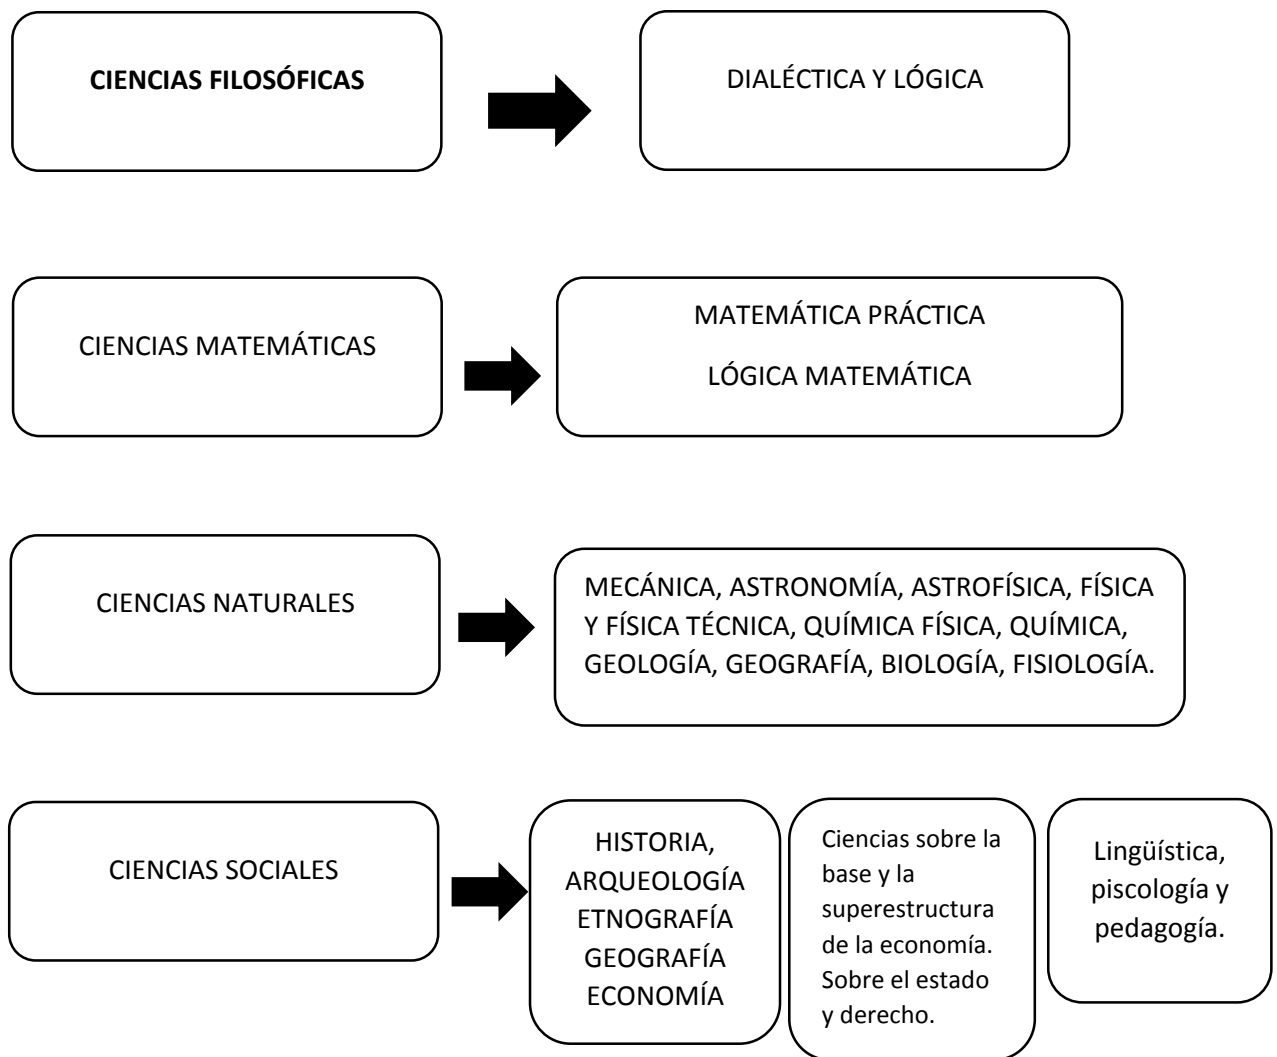 CIENCIAS FILOSÓFICAS
DIALÉCTICA Y LÓGICA
CIENCIAS MATEMÁTICAS
MATEMÁTICA PRÁCTICA
LÓGICA MATEMÁTICA
CIENCIAS NATURALES
MECÁNICA, ASTRONOMÍA, ASTROFÍSICA, FÍSICA
Y FÍSICA TÉCNICA, QUÍMICA FÍSICA, QUÍMICA,
GEOLOGÍA, GEOGRAFÍA, BIOLOGÍA, FISIOLOGÍA.
CIENCIAS SOCIALES
HISTORIA,
ARQUEOLOGÍA
ETNOGRAFÍA
GEOGRAFÍA
ECONOMÍA
Ciencias sobre la
base y la
superestructura
de la economía.
Sobre el estado
y derecho.
Lingüística,
piscología y
pedagogía.